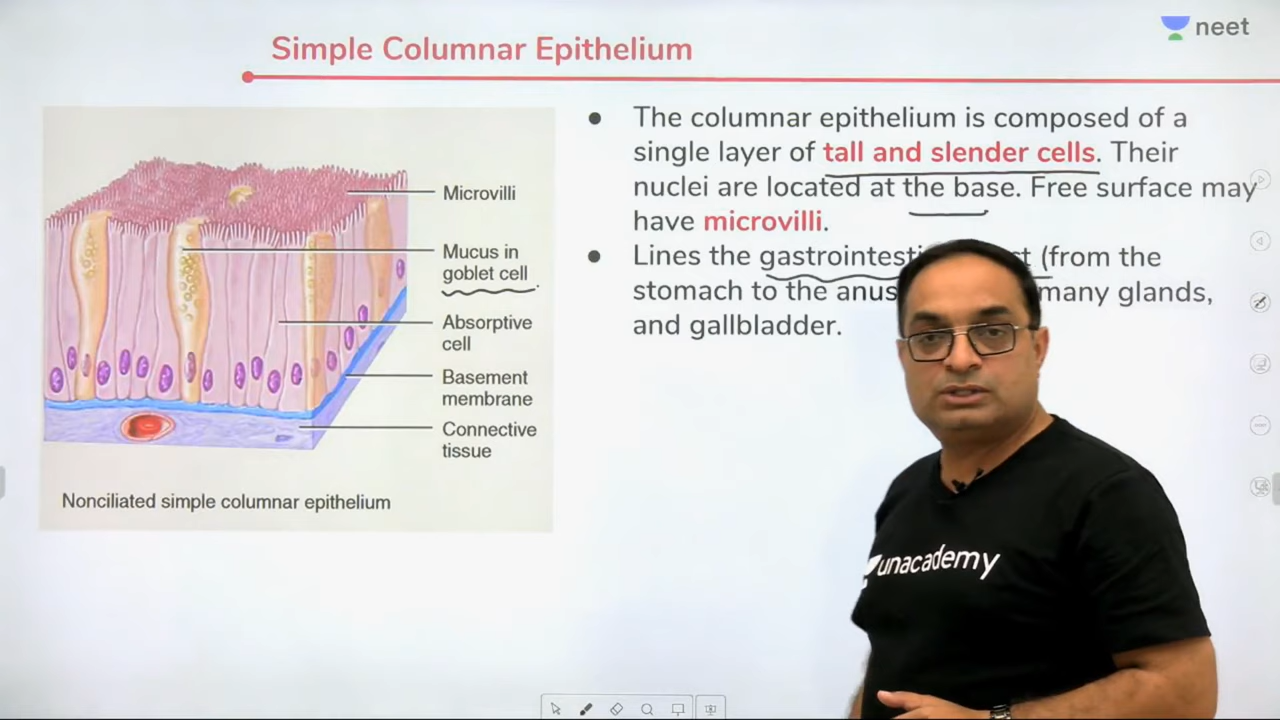 Simple Columnar Epithelium
neet
The columnar epithelium is composed of a
single layer of tall and slender cells. Their
nuclei are located at the base. Free surface may
have microvilli.
Lines the gastrointesti (from the
stomach to the anus many glands,
and gallbladder.
Microvilli
Mucus in
goblet cell
Absorptive
cell
Basement
membrane
Connective
tissue
Nonciliated simple columnar epithelium
unacademy